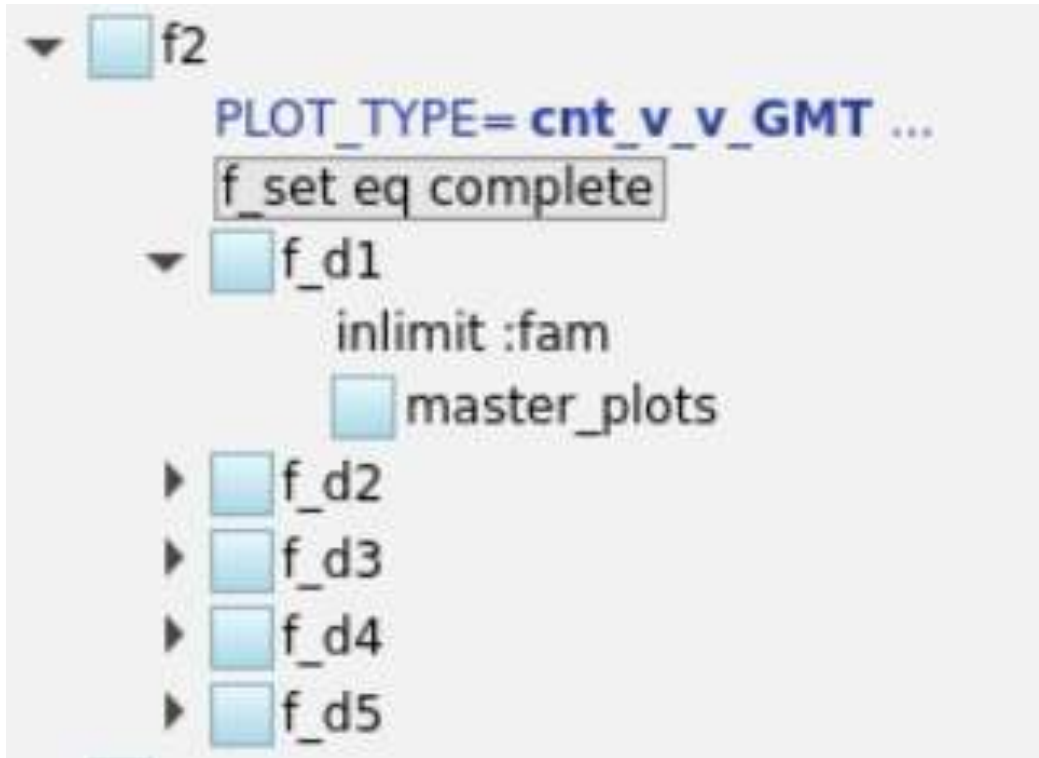 f2
PLOT_TYPE= cnt_v_v_GMT ...
f_set eq complete
f_d1
inlimit :fam
master_plots
f_d2
f_d3
f_d4
f_d5